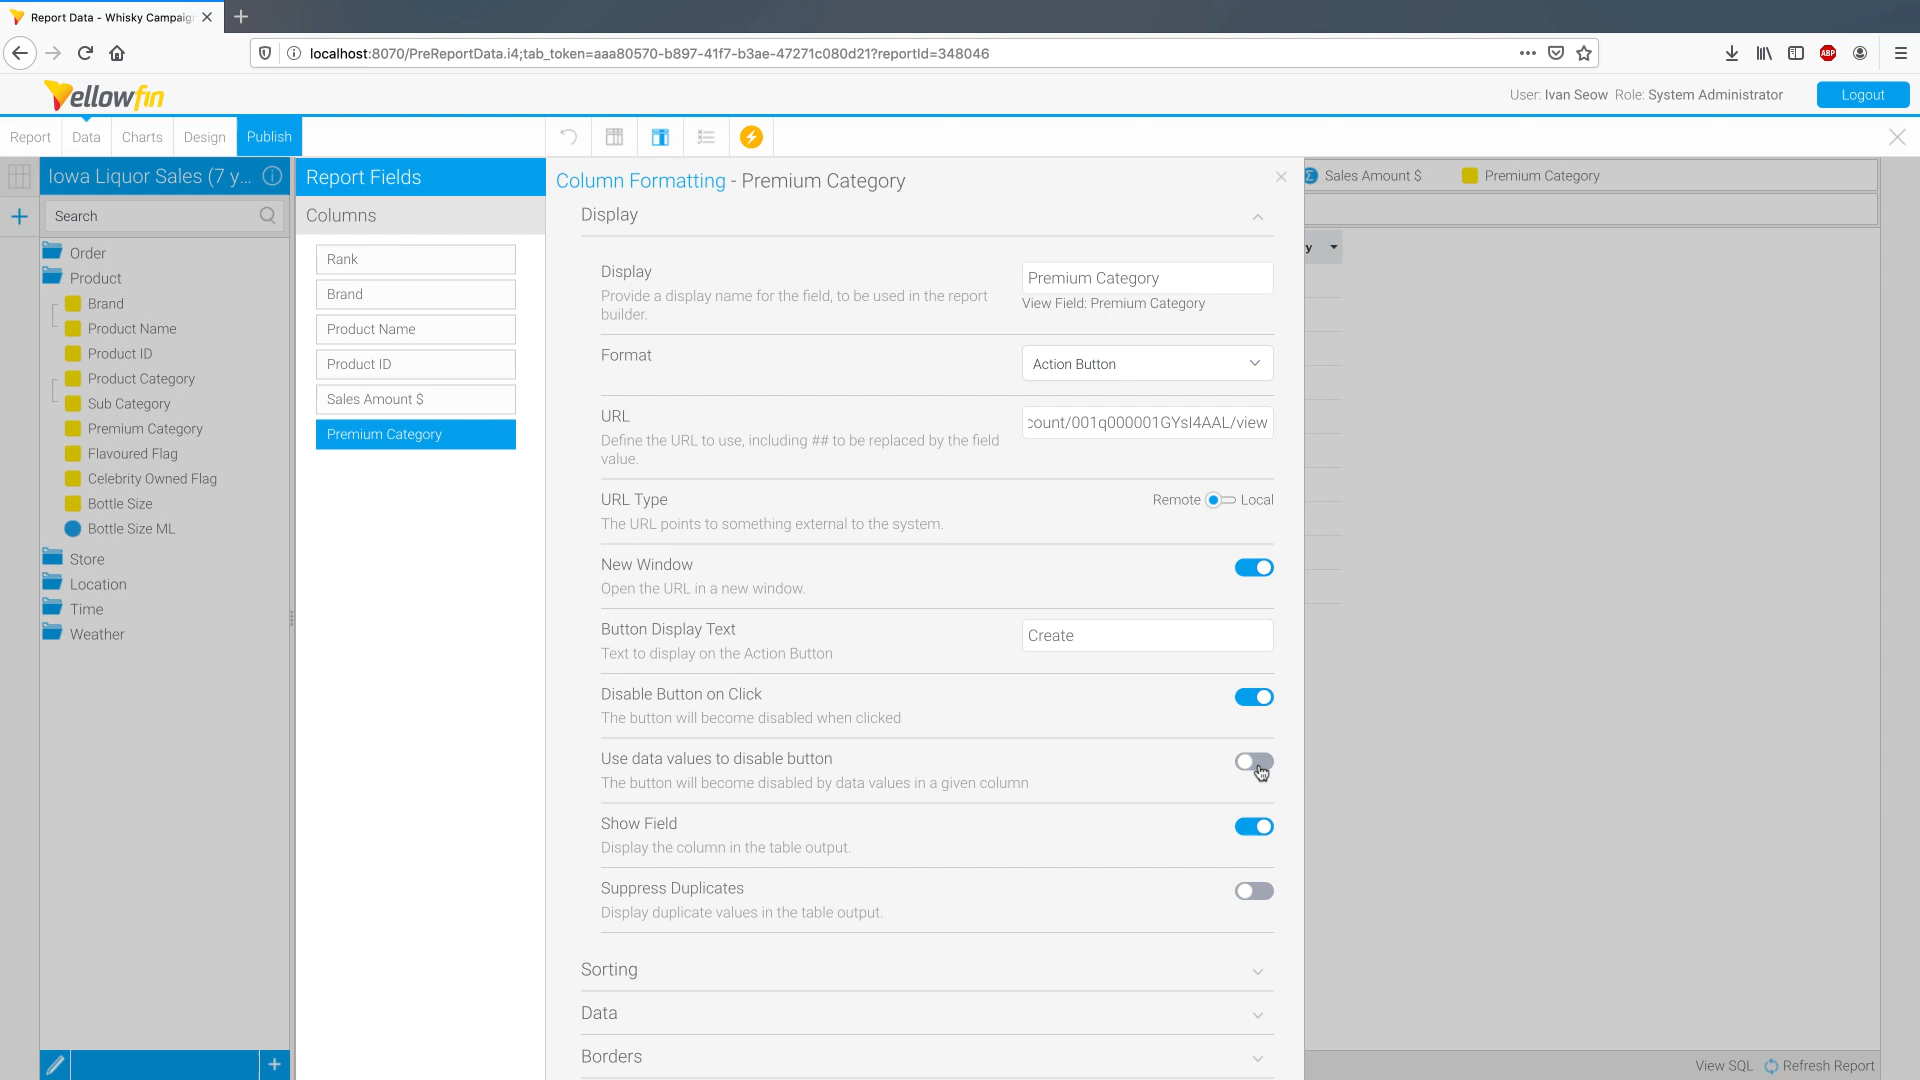 Report Data - Whisky Campaig
localhost:8070/PreReportData.i4;tab_token=aaa80570-b897-41f7-b3ae-47271c080d21?reportId=348046
ABP
Yellowfin
User: Ivan Seow Role: System Administrator
Logout
Report
Data
Charts
Design
Publish
Iowa Liquor Sales (7 y...
Search
Order
Product
Brand
Product Name
Product ID
Product Category
Sub Category
Premium Category
Flavoured Flag
Celebrity Owned Flag
Bottle Size
Bottle Size ML
Store
Location
Time
Weather
Report Fields
Columns
Rank
Brand
Product Name
Product ID
Sales Amount $
Premium Category
Column Formatting - Premium Category
Display
Display
Provide a display name for the field, to be used in the report
builder.
Premium Category
View Field: Premium Category
Format
Action Button
URL
Define the URL to use, including ## to be replaced by the field
value.
count/001q000001GYsI4AAL/view
URL Type
The URL points to something external to the system.
Remote
Local
New Window
Open the URL in a new window.
Button Display Text
Text to display on the Action Button
Create
Disable Button on Click
The button will become disabled when clicked
Use data values to disable button
The button will become disabled by data values in a given column
Show Field
Display the column in the table output.
Suppress Duplicates
Display duplicate values in the table output.
Sorting
Data
Borders
Σ Sales Amount $
Premium Category
y
View SQL
Refresh Report